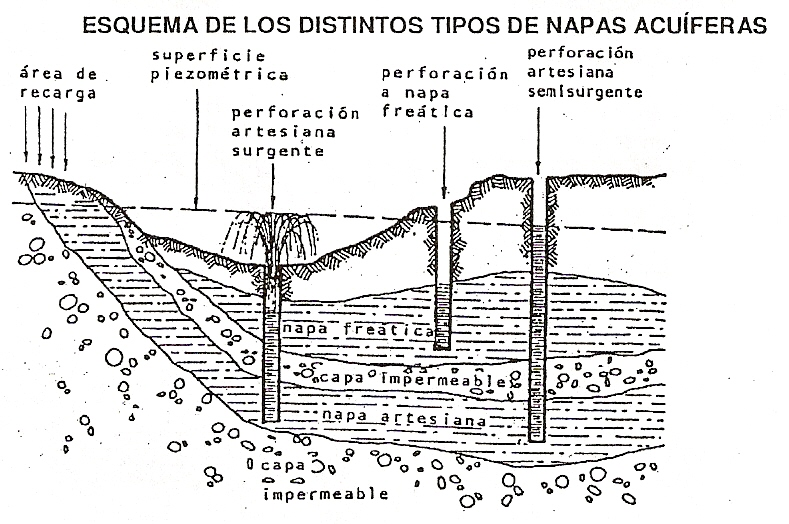 ESQUEMA DE LOS DISTINTOS TIPOS DE NAPAS ACUÍFERAS
área de
recarga
superficie
piezométrica
perforación
artesiana
surgente
perforación
a napa
freática
perforación
artesiana
semisurgente
napa freática
capa impermeable
napa artesiana
capa
impermeable